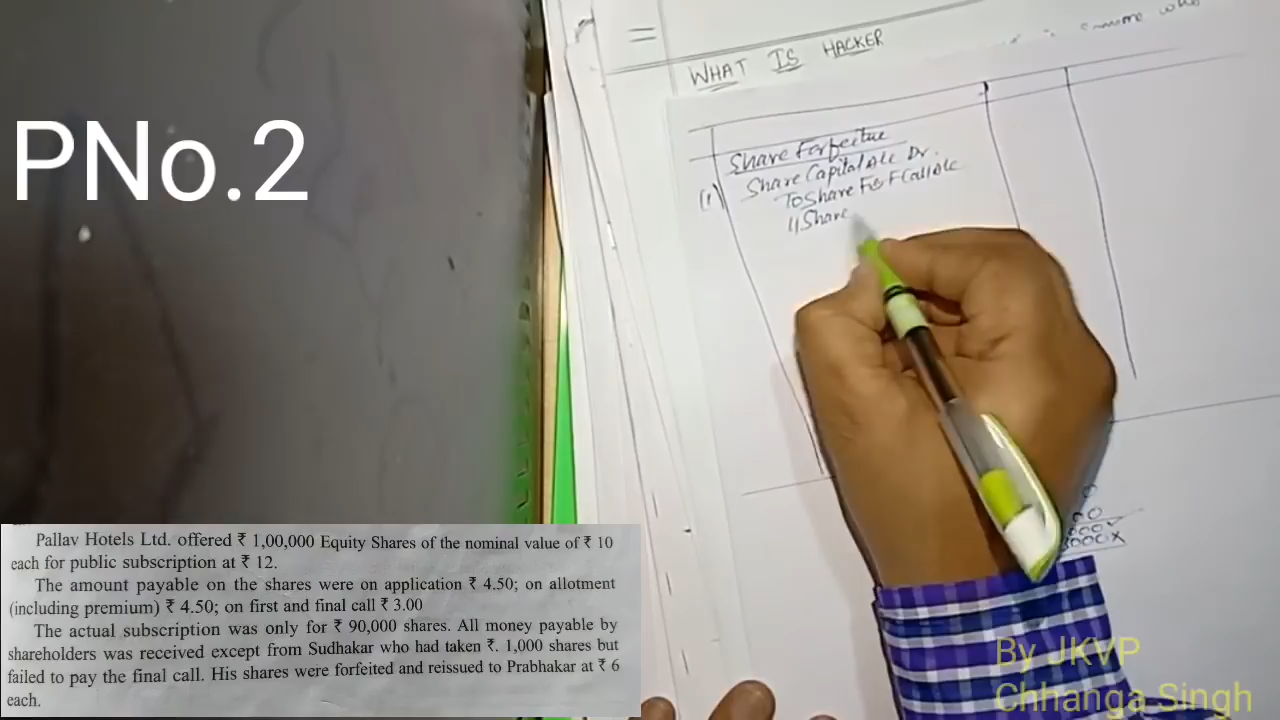 PNo.2
WHAT IS HACKER
Share Forfeitue
(1) Share Capital A/c Dr.
To Share F&F Call A/c
" Share
Pallav Hotels Ltd. offered ₹ 1,00,000 Equity Shares of the nominal value of ₹ 10
each for public subscription at ₹ 12.
The amount payable on the shares were on application ₹ 4.50; on allotment
(including premium) ₹ 4.50; on first and final call ₹ 3.00
The actual subscription was only for ₹ 90,000 shares. All money payable by
shareholders was received except from Sudhakar who had taken ₹. 1,000 shares but
failed to pay the final call. His shares were forfeited and reissued to Prabhakar at ₹ 6
each.
By JKVP
Chhanga Singh